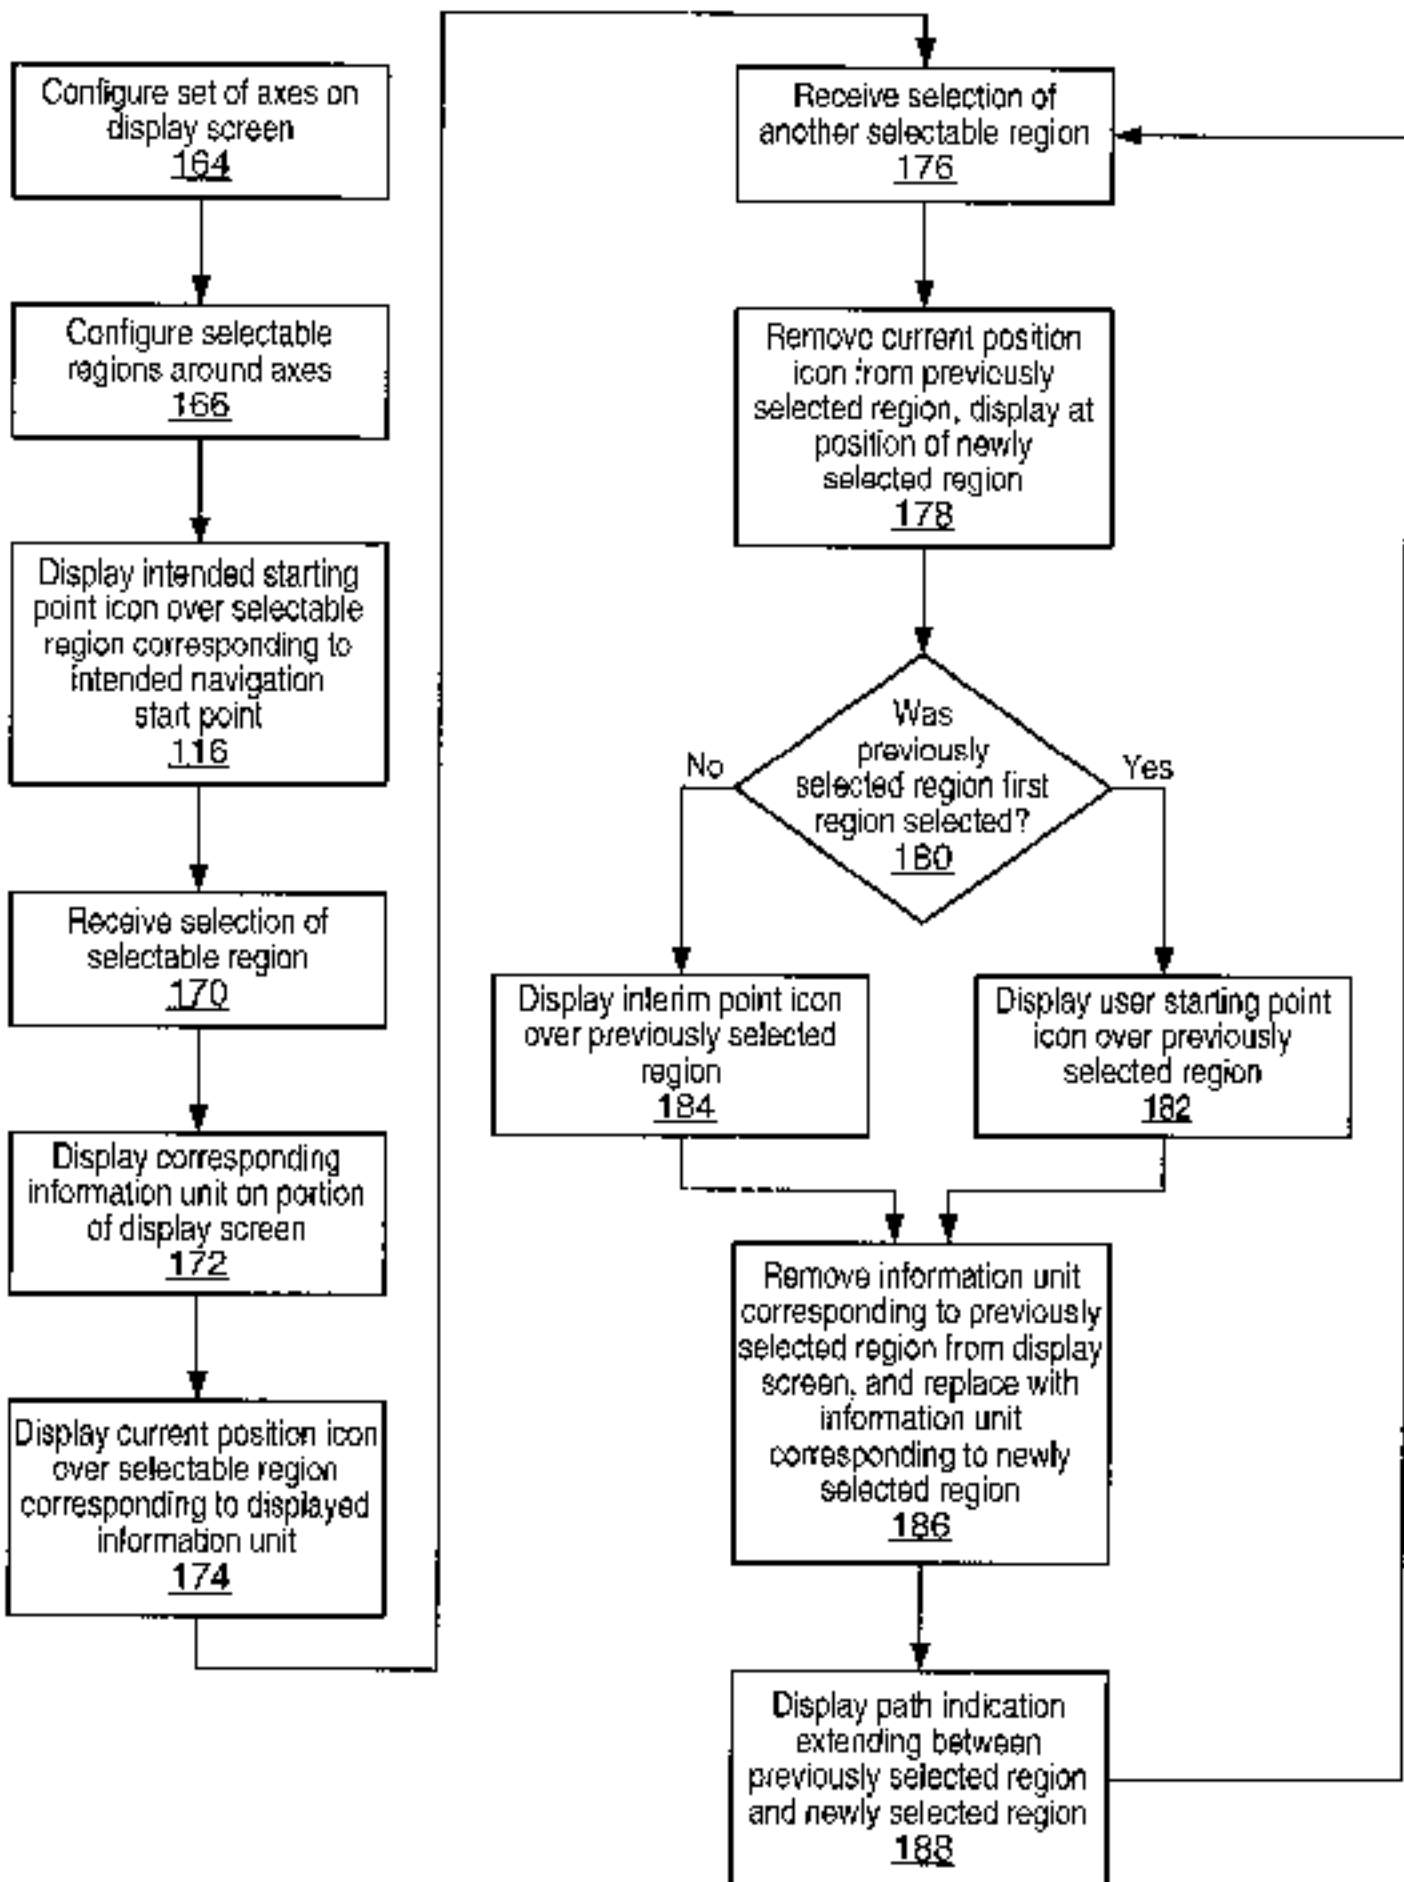 Configure set of axes on
display screen
164
Configure selectable
regions around axes
166
Display intended starting
point icon over selectable
region corresponding to
intended navigation
start point
116
Receive selection of
selectable region
170
Display corresponding
information unit on portion
of display screen
172
Display current position icon
over selectable region
corresponding to displayed
information unit
174
Receive selection of
another selectable region
176
Remove current position
icon from previously
selected region, display at
position of newly
selected region
178
Was
previously
selected region first
region selected?
180
No
Yes
Display interim point icon
over previously selected
region
184
Display user starting point
icon over previously
selected region
182
Remove information unit
corresponding to previously
selected region from display
screen, and replace with
information unit
corresponding to newly
selected region
186
Display path indication
extending between
previously selected region
and newly selected region
188